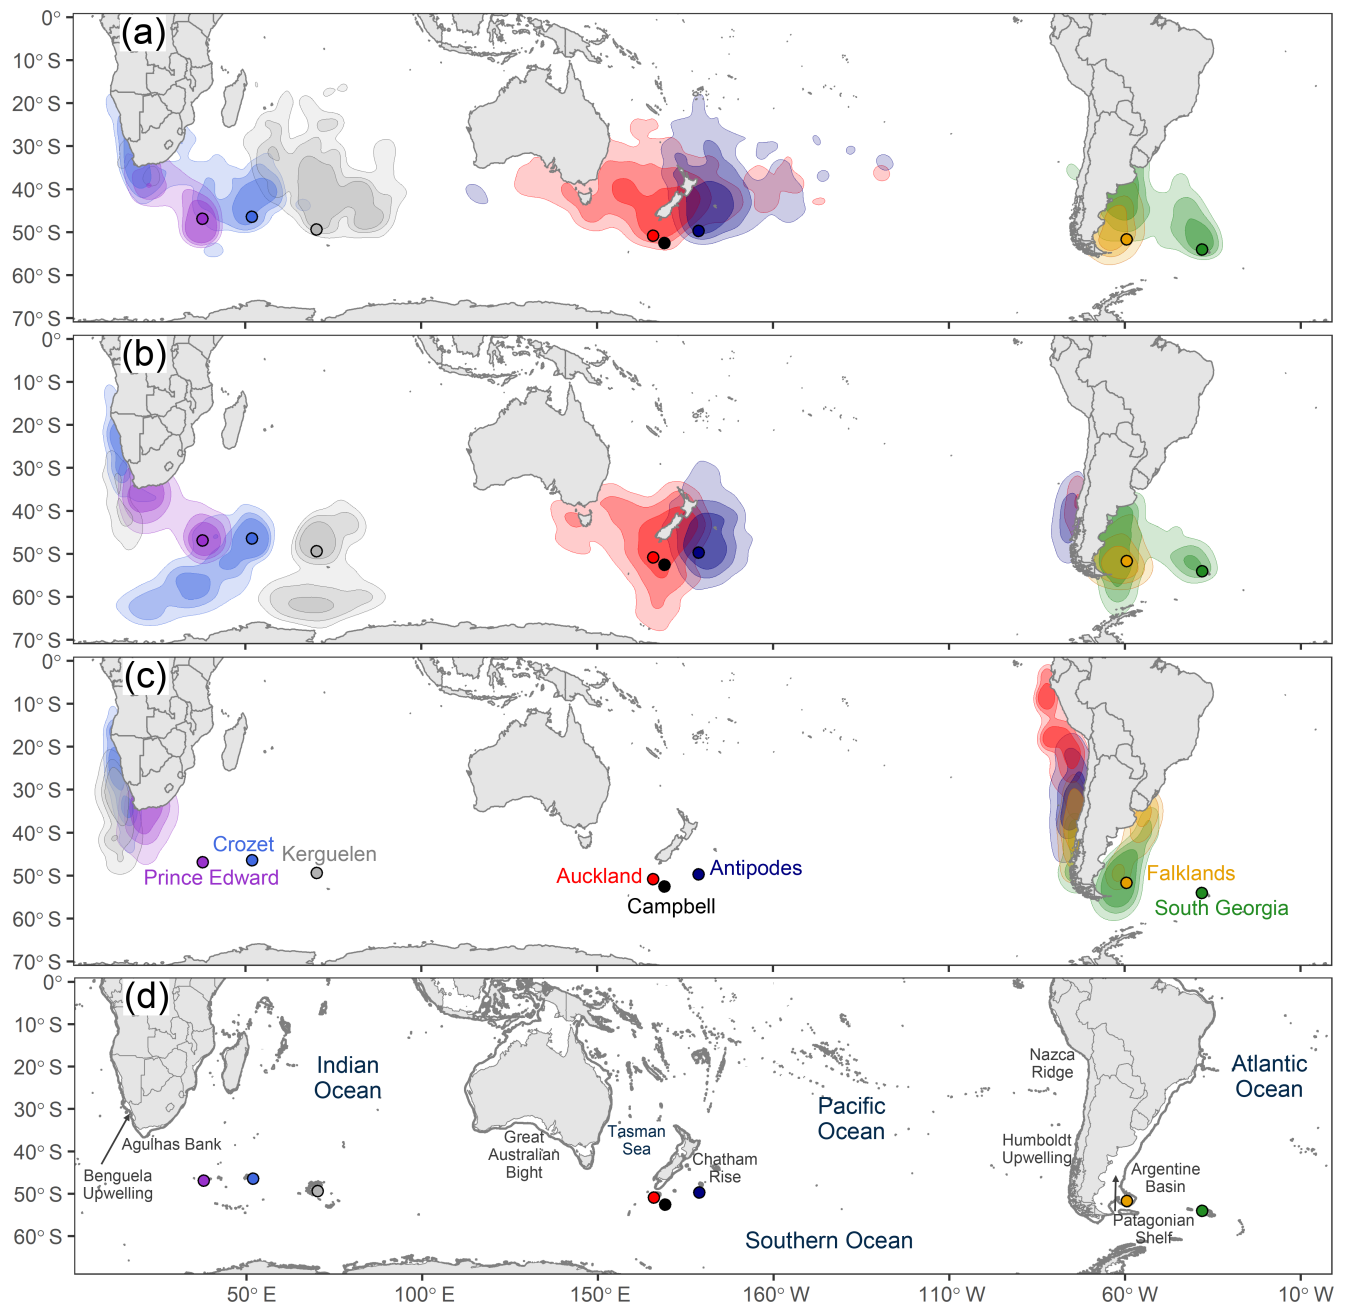 (a)
0°
10° S
20° S
30° S
40° S
50° S
60° S
70° S
(b)
0°
10° S
20° S
30° S
40° S
50° S
60° S
70° S
(c)
0°
10° S
20° S
30° S
40° S
50° S
60° S
70° S
Crozet
Kerguelen
Prince Edward
Auckland
Antipodes
Campbell
Falklands
South Georgia
(d)
0°
10° S
20° S
30° S
40° S
50° S
60° S
Indian
Ocean
Agulhas Bank
Benguela
Upwelling
Great
Australian
Bight
Tasman
Sea
Chatham
Rise
Pacific
Ocean
Southern Ocean
Nazca
Ridge
Humboldt
Upwelling
Atlantic
Ocean
Argentine
Basin
Patagonian
Shelf
50° E
100° E
150° E
160° W
110° W
60° W
10° W